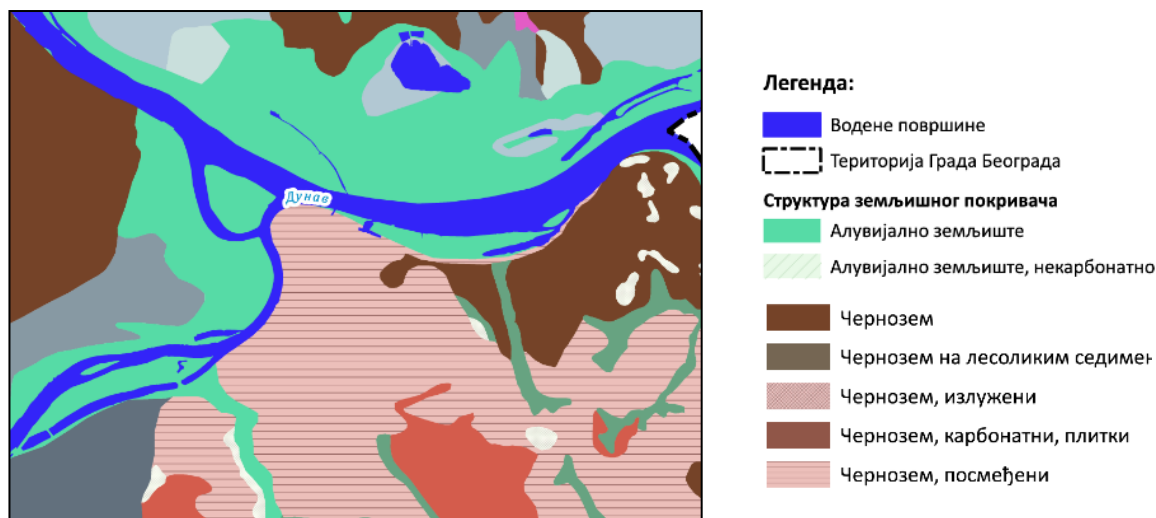 Дунав
Легенда:
Водене површине
Територија Града Београда
Структура земљишног покривача
Алувијално земљиште
Алувијално земљиште, некарбонатно
Чернозем
Чернозем на лесоликим седимен
Чернозем, излужени
Чернозем, карбонатни, плитки
Чернозем, посмеђени